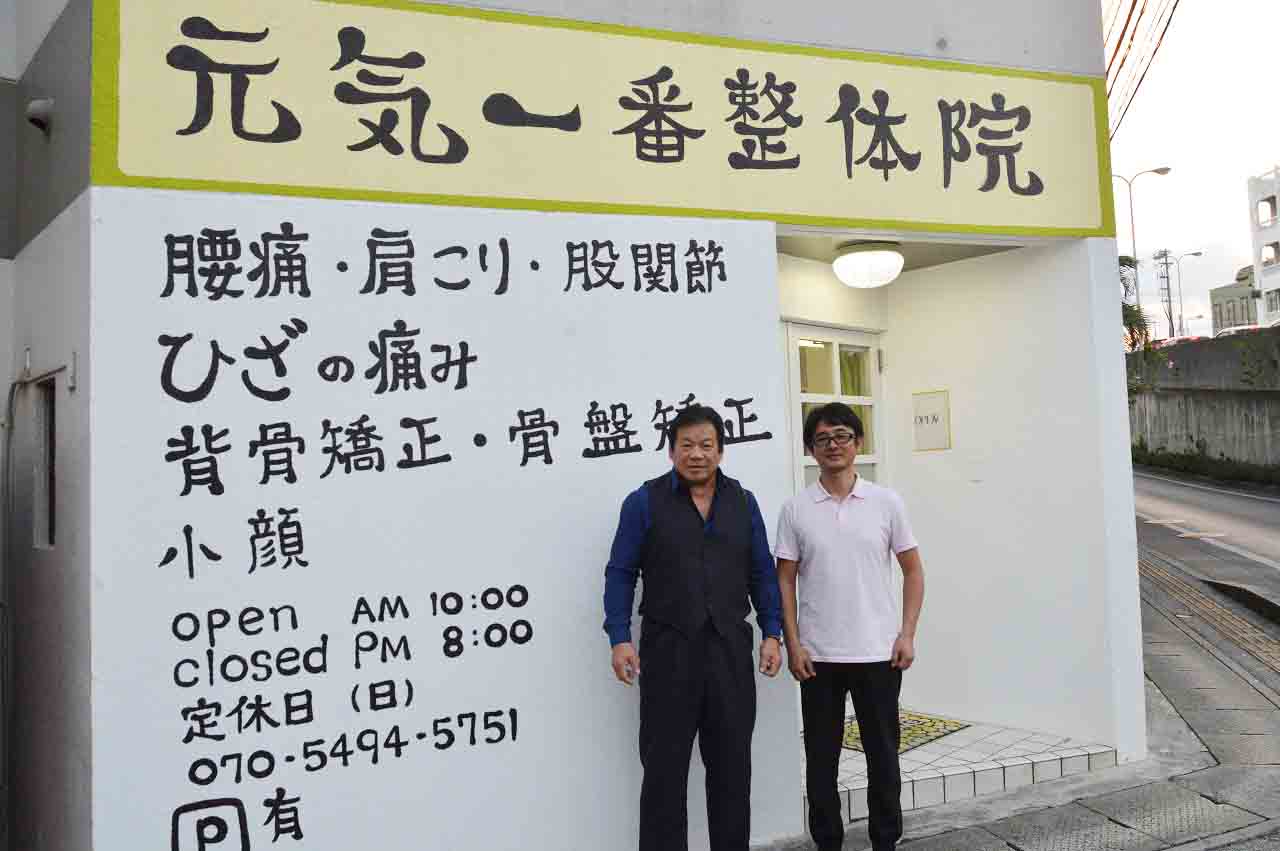 元気一番整体院
腰痛・肩こり・股関節
ひざの痛み
背骨矯正・骨盤矯正
小顔
open AM 10:00
closed PM 8:00
定休日 (日)
070-5494-5751
P 有
OPEN